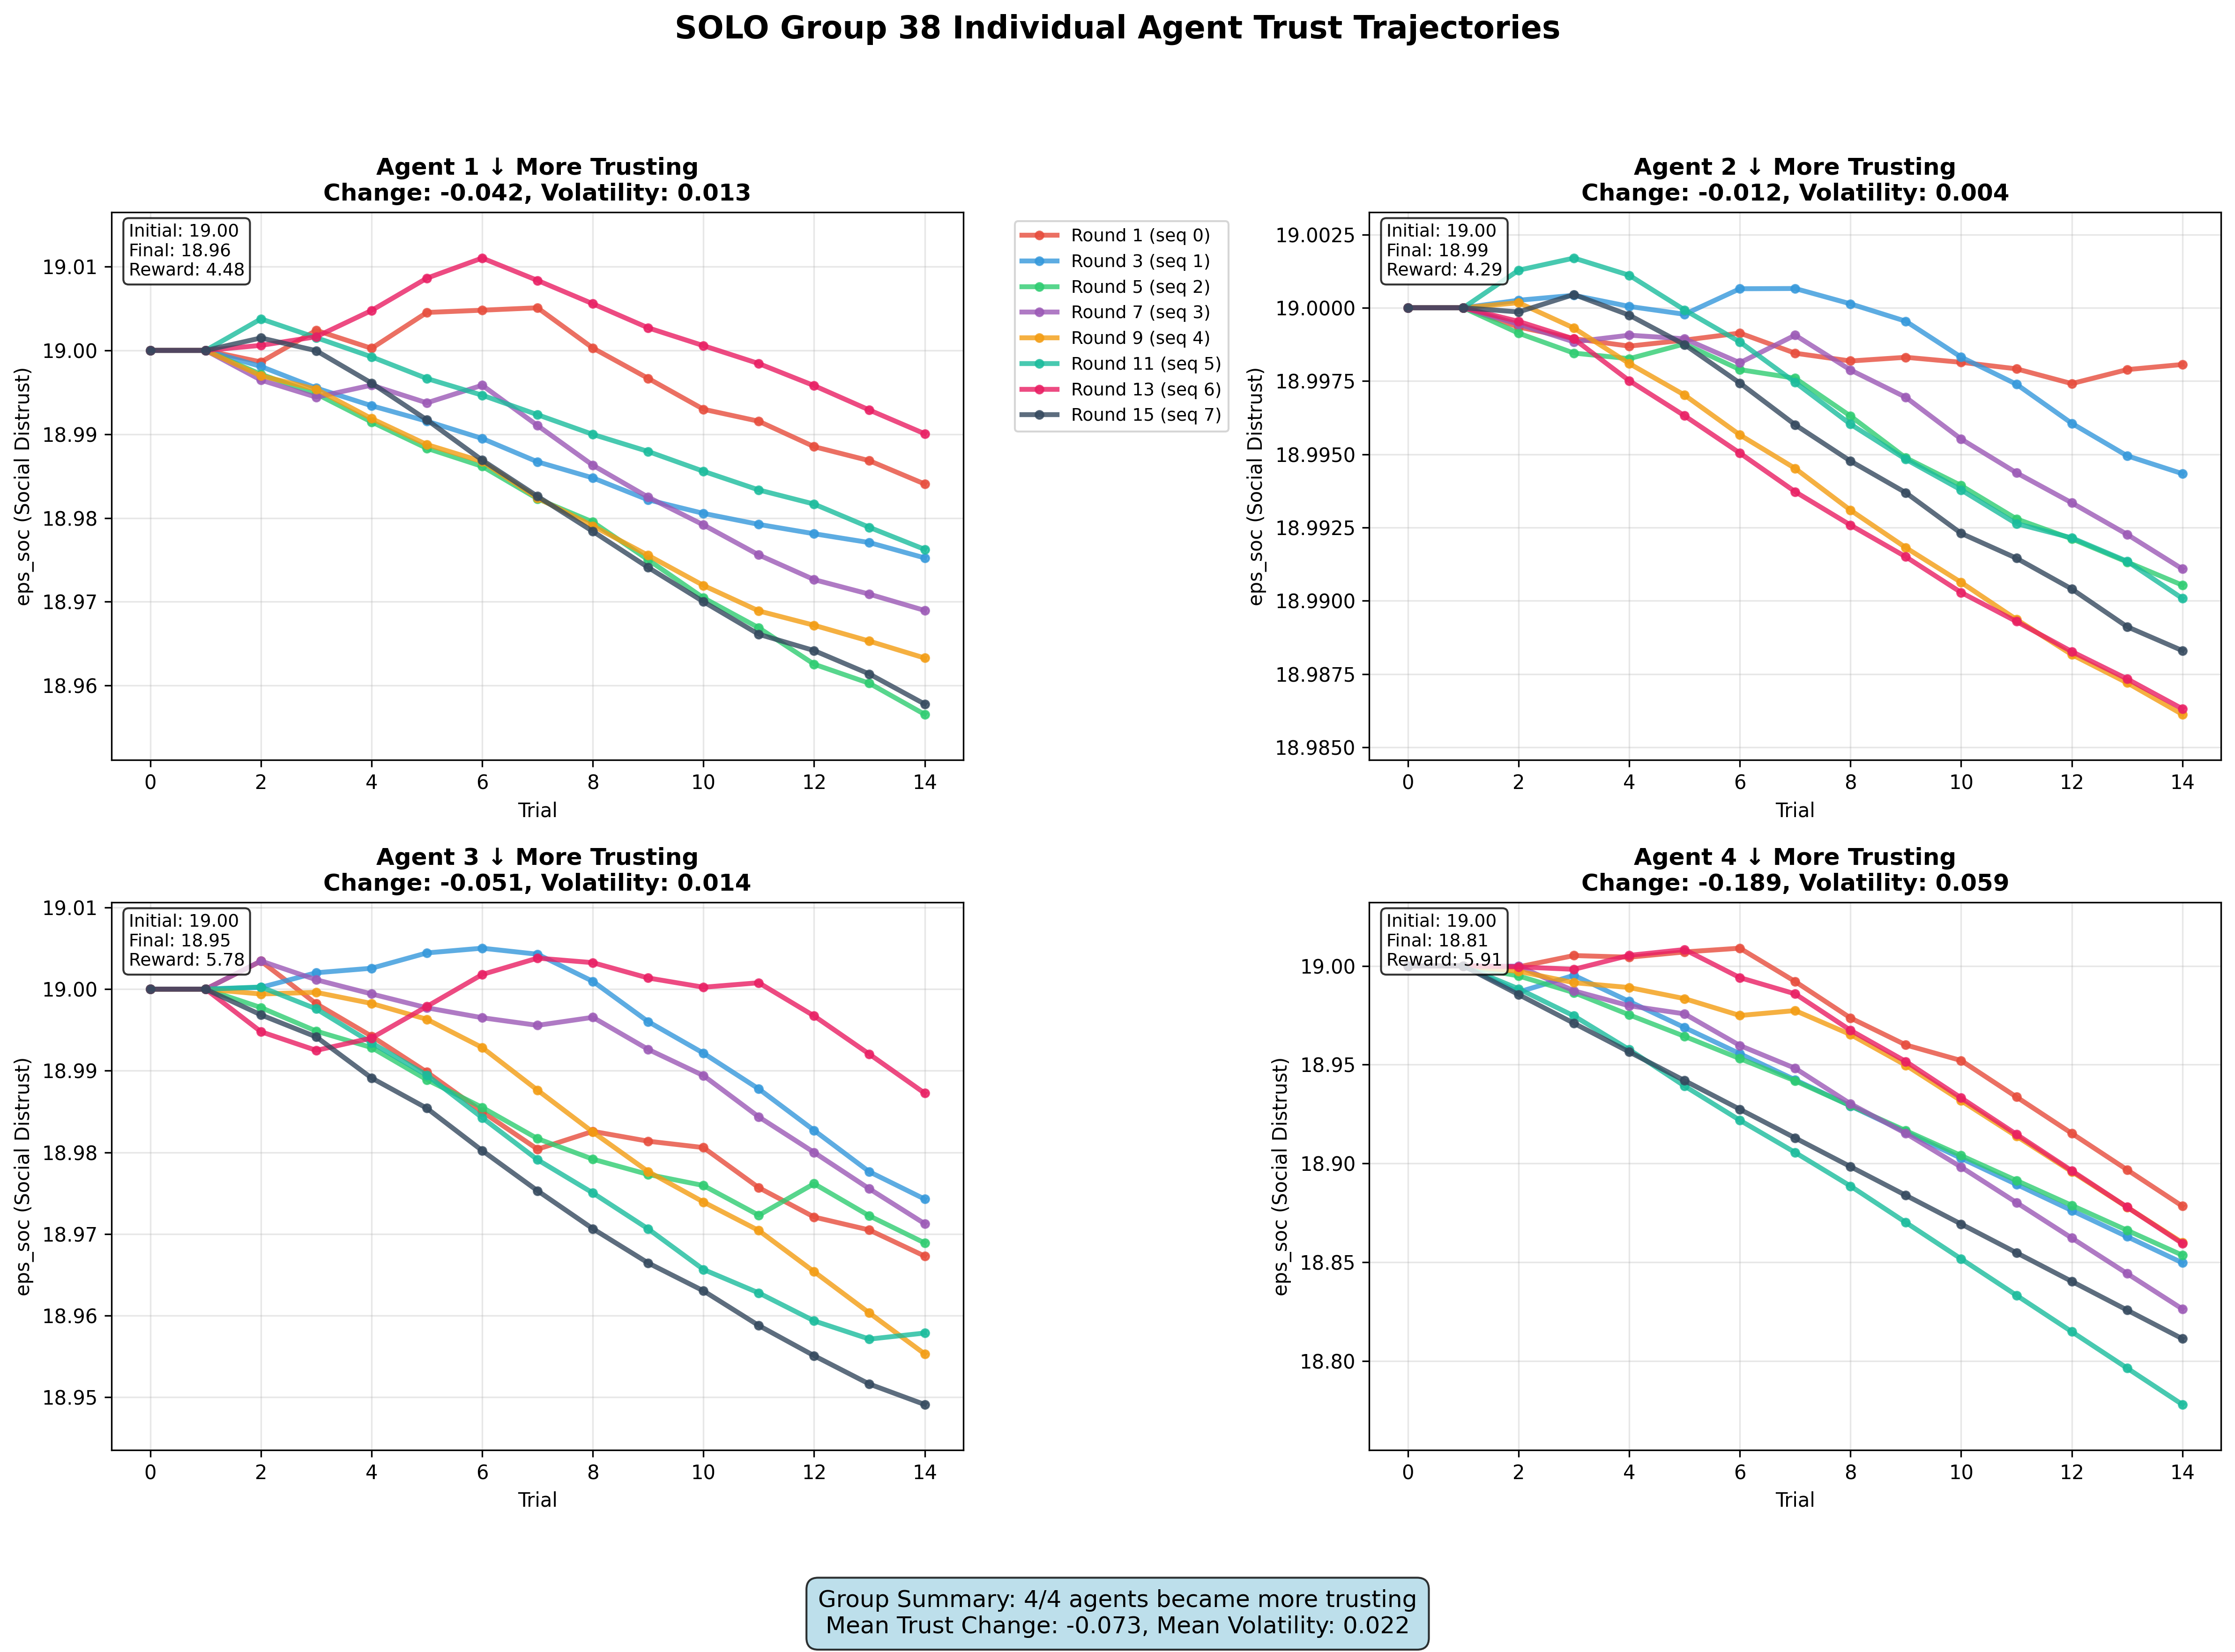 SOLO Group 38 Individual Agent Trust Trajectories
Agent 1 ↓ More Trusting
Change: -0.042, Volatility: 0.013
Initial: 19.00
Final: 18.96
Reward: 4.48
19.01
19.00
18.99
18.98
18.97
18.96
eps_soc (Social Distrust)
0 2 4 6 8 10 12 14
Trial
Round 1 (seq 0)
Round 3 (seq 1)
Round 5 (seq 2)
Round 7 (seq 3)
Round 9 (seq 4)
Round 11 (seq 5)
Round 13 (seq 6)
Round 15 (seq 7)
Agent 2 ↓ More Trusting
Change: -0.012, Volatility: 0.004
Initial: 19.00
Final: 18.99
Reward: 4.29
19.0025
19.0000
18.9975
18.9950
18.9925
18.9900
18.9875
18.9850
eps_soc (Social Distrust)
0 2 4 6 8 10 12 14
Trial
Agent 3 ↓ More Trusting
Change: -0.051, Volatility: 0.014
Initial: 19.00
Final: 18.95
Reward: 5.78
19.01
19.00
18.99
18.98
18.97
18.96
18.95
eps_soc (Social Distrust)
0 2 4 6 8 10 12 14
Trial
Agent 4 ↓ More Trusting
Change: -0.189, Volatility: 0.059
Initial: 19.00
Final: 18.81
Reward: 5.91
19.00
18.95
18.90
18.85
18.80
eps_soc (Social Distrust)
0 2 4 6 8 10 12 14
Trial
Group Summary: 4/4 agents became more trusting
Mean Trust Change: -0.073, Mean Volatility: 0.022